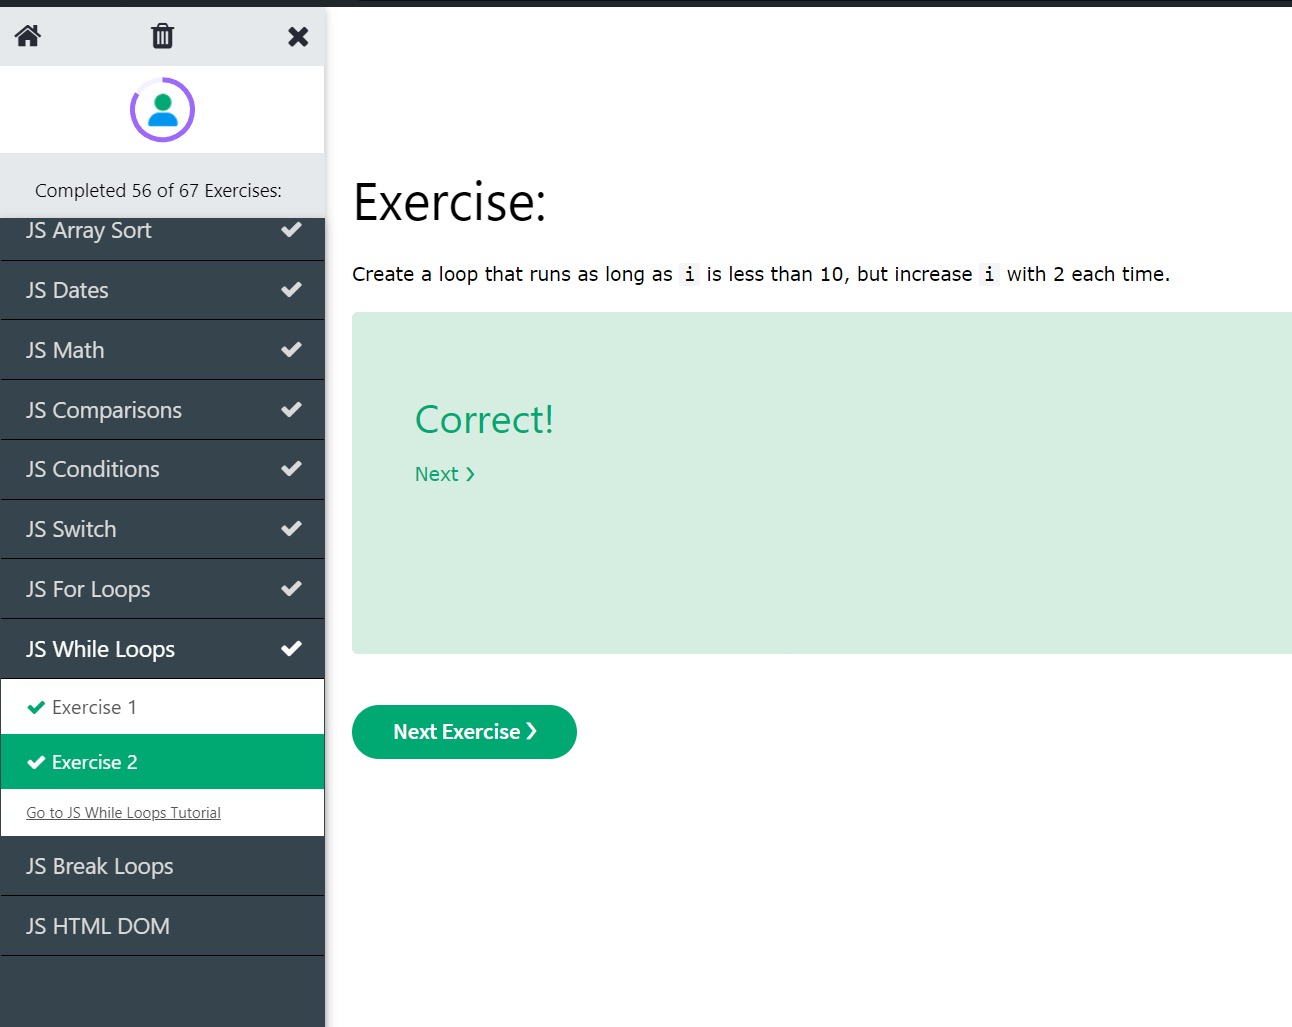 Completed 56 of 67 Exercises:
JS Array Sort
JS Dates
JS Math
JS Comparisons
JS Conditions
JS Switch
JS For Loops
JS While Loops
Exercise 1
Exercise 2
Go to JS While Loops Tutorial
JS Break Loops
JS HTML DOM
Exercise:
Create a loop that runs as long as i is less than 10, but increase i with 2 each time.
Correct!
Next ❯
Next Exercise ❯